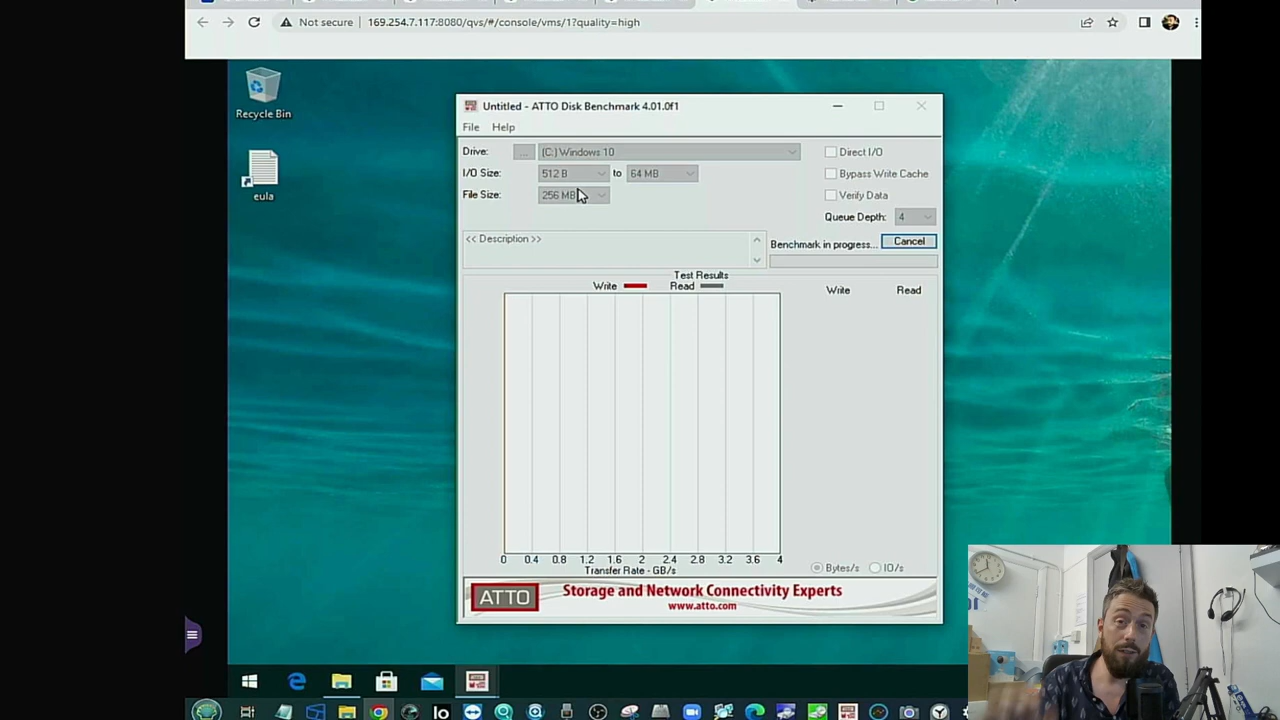 Not secure
169.254.7.117:8080/qvs/#/console/vms/1?quality=high
Recycle Bin
eula
Untitled - ATTO Disk Benchmark 4.01.0f1
File Help
Drive: ... (C:) Windows 10 Direct I/O
I/O Size: 512 B to 64 MB Bypass Write Cache
File Size: 256 MB Verify Data
Queue Depth: 4
<< Description >>
Benchmark in progress... Cancel
Test Results
Write Read
Write Read
0 0.4 0.8 1.2 1.6 2 2.4 2.8 3.2 3.6 4
Transfer Rate - GB/s
Bytes/s IO/s
ATTO
Storage and Network Connectivity Experts
www.atto.com